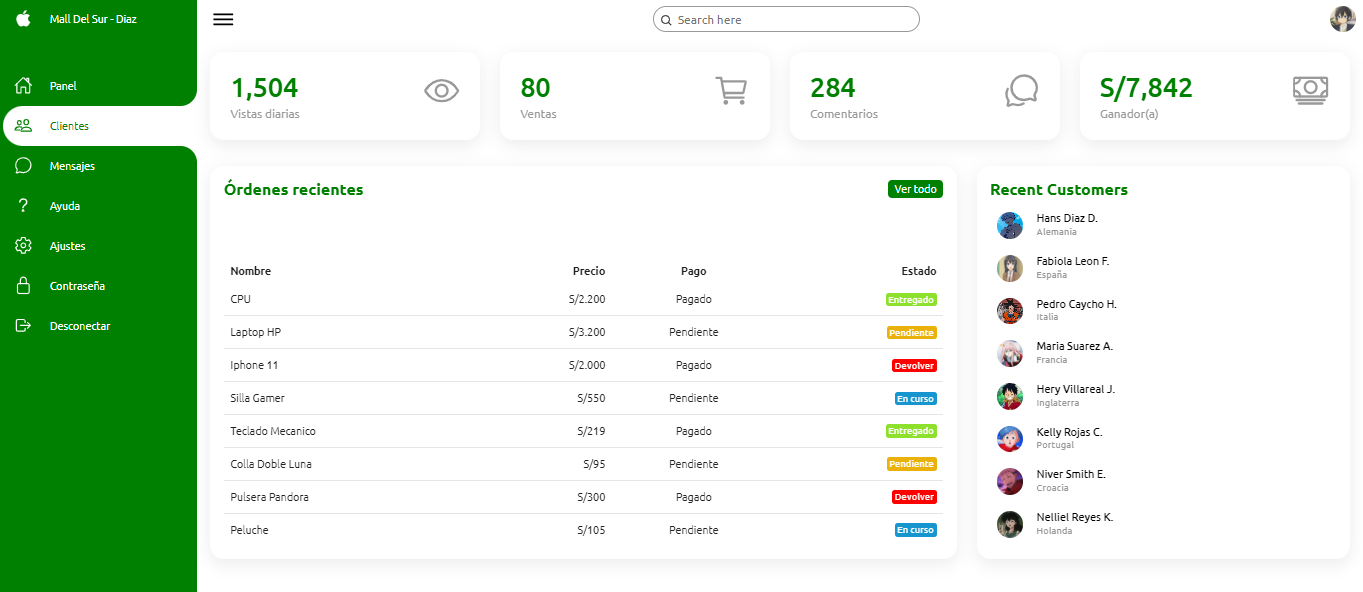 Mall Del Sur - Diaz
Search here
Panel
Clientes
Mensajes
Ayuda
Ajustes
Contraseña
Desconectar
1,504
Vistas diarias
80
Ventas
284
Comentarios
S/7,842
Ganador(a)
Órdenes recientes
Ver todo
Nombre Precio Pago Estado
CPU S/2.200 Pagado Entregado
Laptop HP S/3.200 Pendiente Pendiente
Iphone 11 S/2.000 Pagado Devolver
Silla Gamer S/550 Pendiente En curso
Teclado Mecanico S/219 Pagado Entregado
Colla Doble Luna S/95 Pendiente Pendiente
Pulsera Pandora S/300 Pagado Devolver
Peluche S/105 Pendiente En curso
Recent Customers
Hans Diaz D.
Alemania
Fabiola Leon F.
España
Pedro Caycho H.
Italia
Maria Suarez A.
Francia
Hery Villareal J.
Inglaterra
Kelly Rojas C.
Portugal
Niver Smith E.
Croacia
Nelliel Reyes K.
Holanda